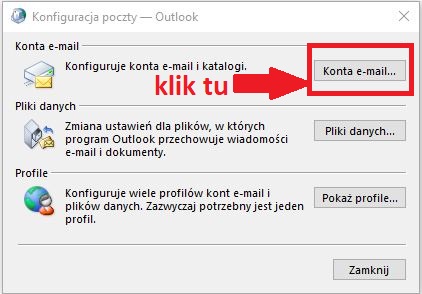 Konfiguracja poczty — Outlook
Konta e-mail
Konfiguruje konta e-mail i katalogi.
Konta e-mail...
klik tu
Pliki danych
Zmiana ustawień dla plików, w których
program Outlook przechowuje wiadomości
e-mail i dokumenty.
Pliki danych...
Profile
Konfiguruje wiele profilów kont e-mail i
plików danych. Zazwyczaj potrzebny jest jeden
profil.
Pokaż profile...
Zamknij